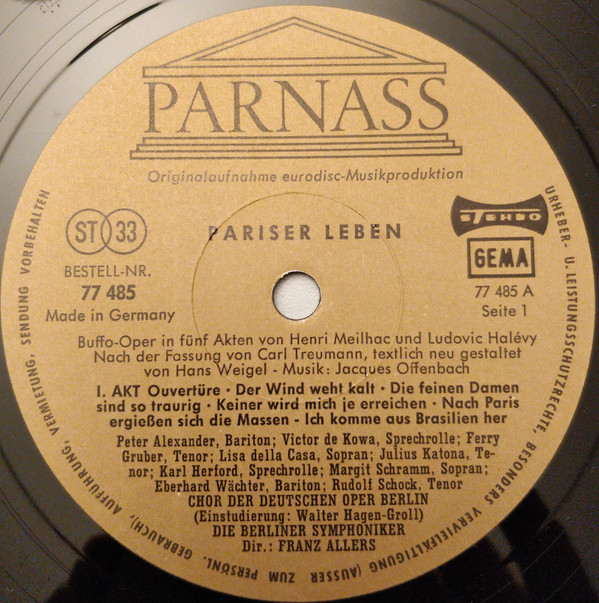 PARNASS
Originalaufnahme eurodisc-Musikproduktion
ST 33
STEREO
PARISER LEBEN
GEMA
BESTELL-NR.
77 485
Made in Germany
77 485 A
Seite 1
Buffo-Oper in fünf Akten von Henri Meilhac und Ludovic Halévy
Nach der Fassung von Carl Treumann, textlich neu gestaltet
von Hans Weigel - Musik: Jacques Offenbach
I. AKT Ouvertüre · Der Wind weht kalt · Die feinen Damen
sind so traurig · Keiner wird mich je erreichen · Nach Paris
ergießen sich die Massen - Ich komme aus Brasilien her
Peter Alexander, Bariton; Victor de Kowa, Sprechrolle; Ferry
Gruber, Tenor; Lisa della Casa, Sopran; Julius Katona, Te-
nor; Karl Herford, Sprechrolle; Margit Schramm, Sopran;
Eberhard Wächter, Bariton; Rudolf Schock, Tenor
CHOR DER DEUTSCHEN OPER BERLIN
(Einstudierung: Walter Hagen-Groll)
DIE BERLINER SYMPHONIKER
Dir.: FRANZ ALLERS
URHEBER- U. LEISTUNGSSCHUTZRECHTE, BESONDERS VERVIELFÄLTIGUNG (AUSSER ZUM PERSÖNL. GEBRAUCH), AUFFÜHRUNG, VERMIETUNG, SENDUNG VORBEHALTEN